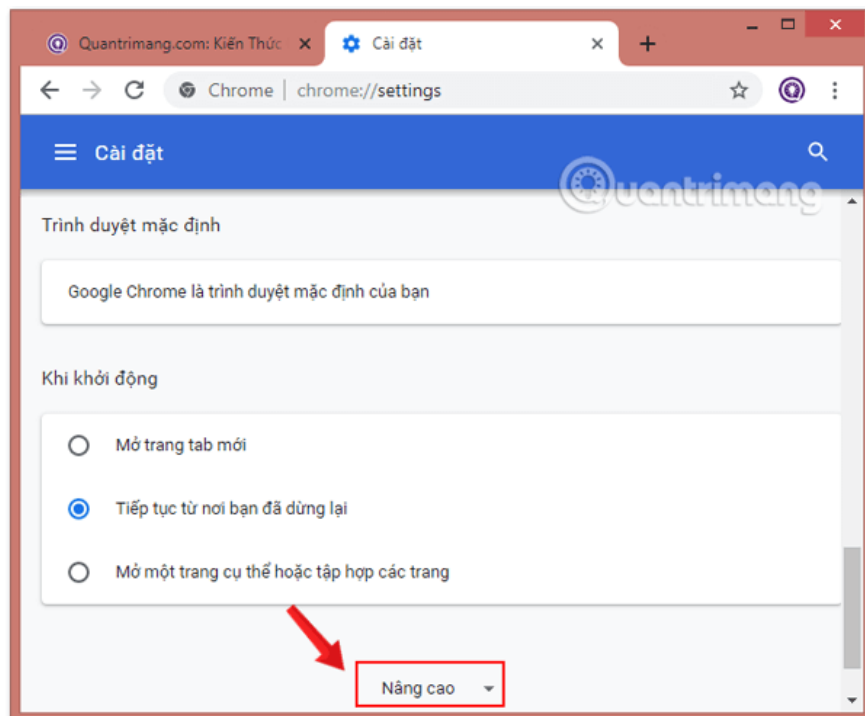 Quantrimang.com: Kiến Thức
Cài đặt
Chrome | chrome://settings
Cài đặt
Quantrimang
Trình duyệt mặc định
Google Chrome là trình duyệt mặc định của bạn
Khi khởi động
Mở trang tab mới
Tiếp tục từ nơi bạn đã dừng lại
Mở một trang cụ thể hoặc tập hợp các trang
Nâng cao